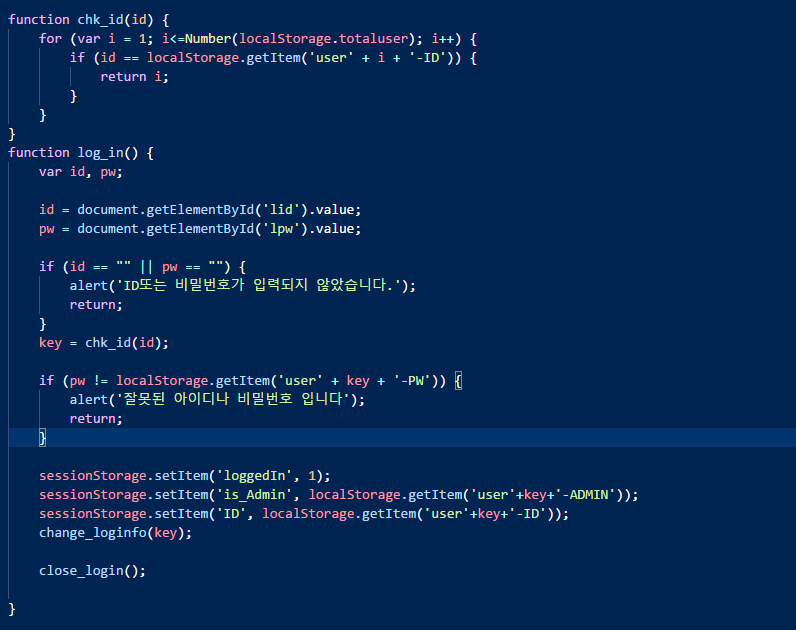 function chk_id(id) {
    for (var i = 1; i<=Number(localStorage.totaluser); i++) {
        if (id == localStorage.getItem('user' + i + '-ID')) {
            return i;
        }
    }
}
function log_in() {
    var id, pw;

    id = document.getElementById('lid').value;
    pw = document.getElementById('lpw').value;

    if (id == "" || pw == "") {
        alert('ID또는 비밀번호가 입력되지 않았습니다.');
        return;
    }
    key = chk_id(id);

    if (pw != localStorage.getItem('user' + key + '-PW')) {
        alert('잘못된 아이디나 비밀번호 입니다');
        return;
    }

    sessionStorage.setItem('loggedIn', 1);
    sessionStorage.setItem('is_Admin', localStorage.getItem('user'+key+'-ADMIN'));
    sessionStorage.setItem('ID', localStorage.getItem('user'+key+'-ID'));
    change_loginfo(key);

    close_login();

}